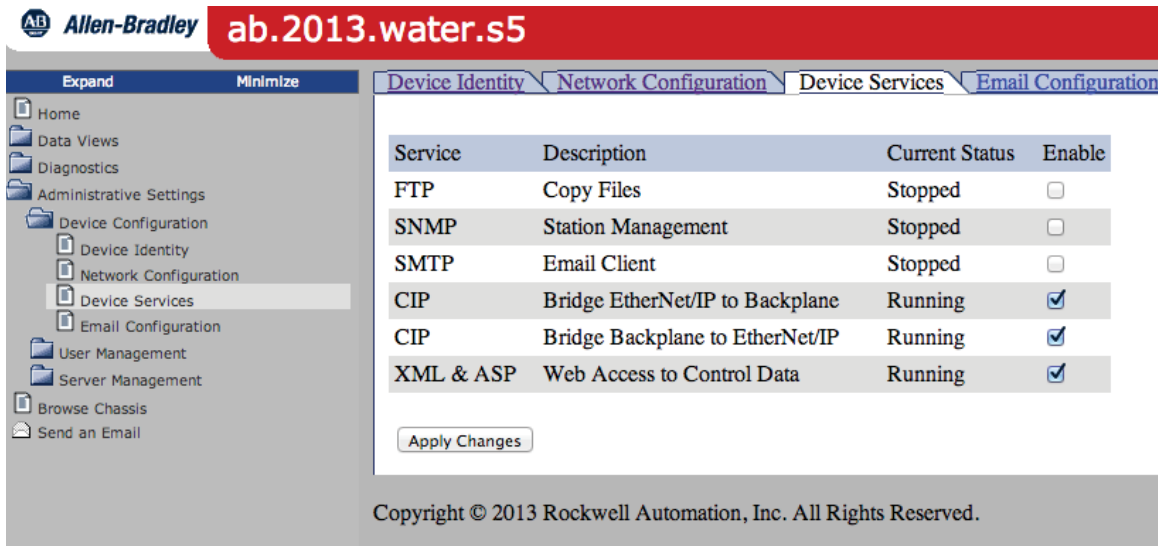 AB Allen-Bradley ab.2013.water.s5
Expand Minimize
Home
Data Views
Diagnostics
Administrative Settings
Device Configuration
Device Identity
Network Configuration
Device Services
Email Configuration
User Management
Server Management
Browse Chassis
Send an Email
Device Identity Network Configuration Device Services Email Configuration
Service Description Current Status Enable
FTP Copy Files Stopped
SNMP Station Management Stopped
SMTP Email Client Stopped
CIP Bridge EtherNet/IP to Backplane Running
CIP Bridge Backplane to EtherNet/IP Running
XML & ASP Web Access to Control Data Running
Apply Changes
Copyright © 2013 Rockwell Automation, Inc. All Rights Reserved.